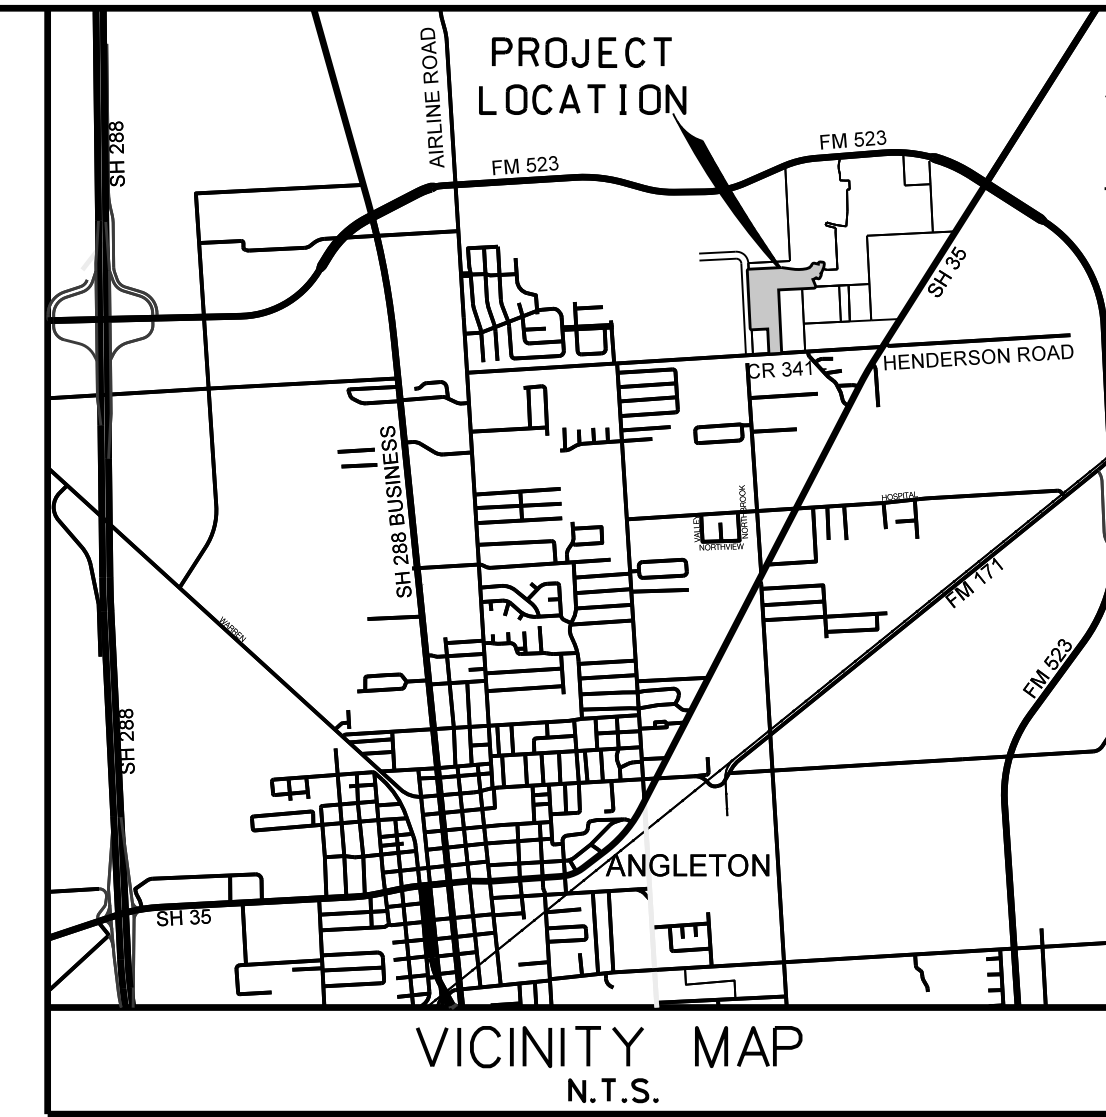 PROJECT
LOCATION
AIRLINE ROAD
SH 288
FM 523
FM 523
SH 35
HENDERSON ROAD
CR 341
SH 288 BUSINESS
HOSPITAL
VALLEY
NORTHBROOK
NORTHVIEW
FM 171
WARREN
FM 523
SH 288
ANGLETON
SH 35
VICINITY MAP
N.T.S.